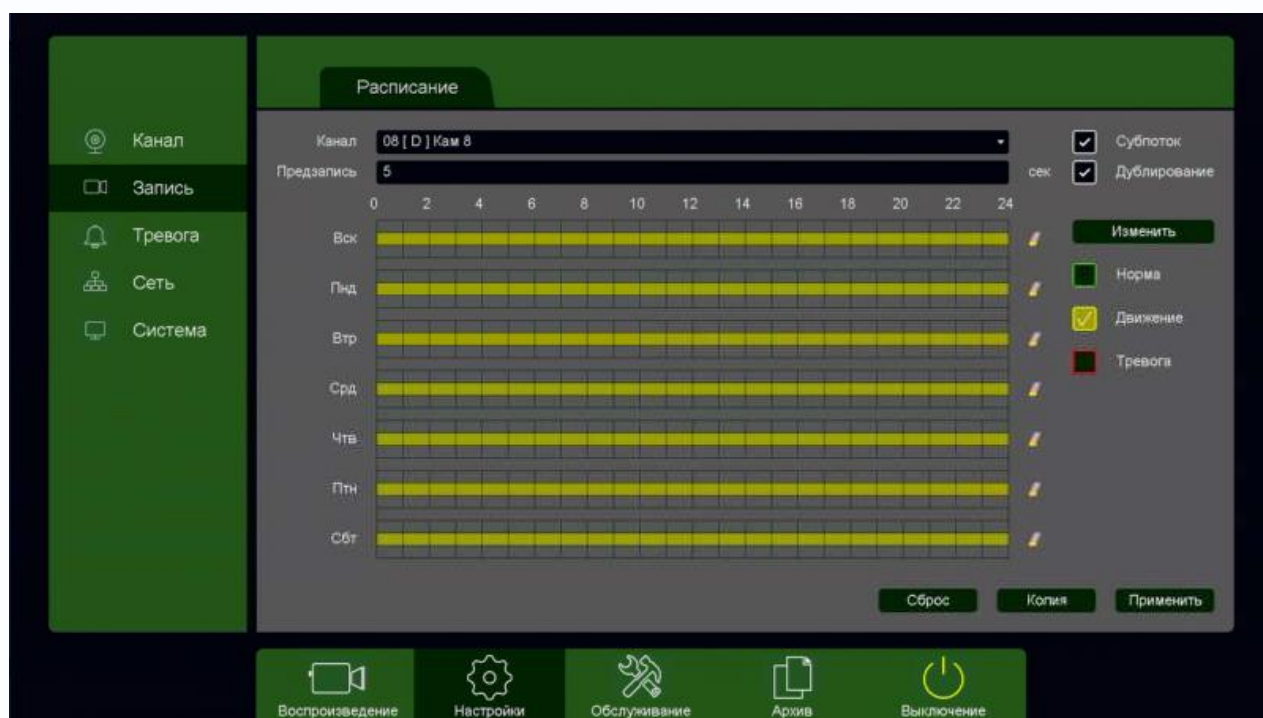 Расписание
Канал
Запись
Тревога
Сеть
Система
Канал 08 [ D ] Кам 8 Субпоток
Предзапись 5 сек Дублирование
0 2 4 6 8 10 12 14 16 18 20 22 24
Вск Изменить
Пнд Норма
Втр Движение
Срд Тревога
Чтв
Птн
Сбт
Сброс Копия Применить
Воспроизведение Настройки Обслуживание Архив Выключение